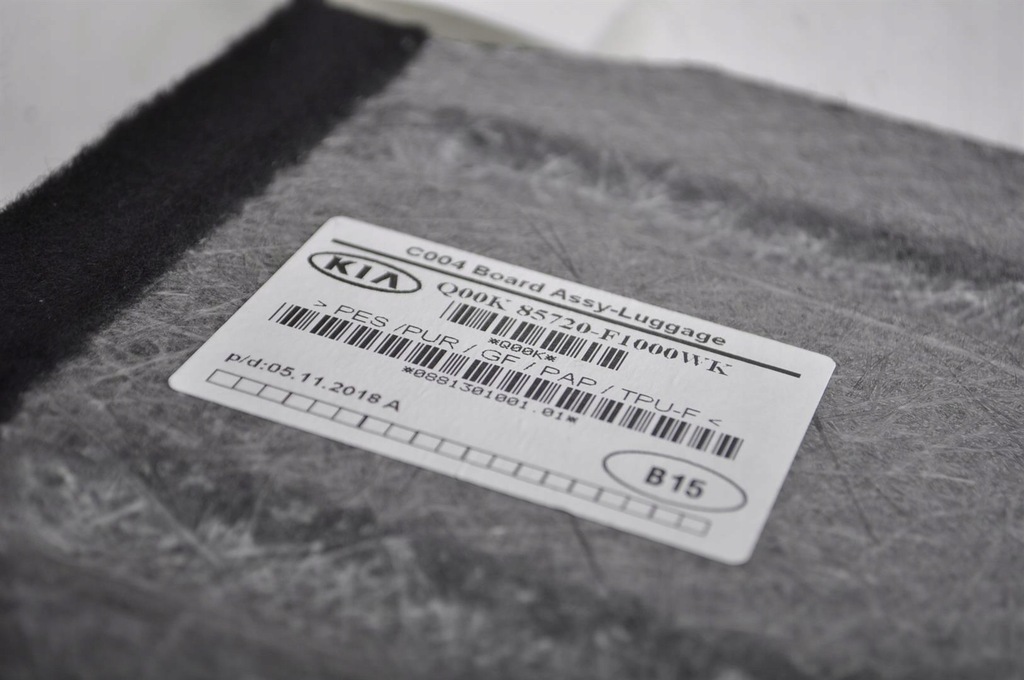 C004 Board Assy-Luggage
KIA
Q00K 85720-F1000WK
*Q00K*
> PES /PUR / GF / PAP / TPU-F <
*0881301001.01*
p/d:05.11.2018 A
B15